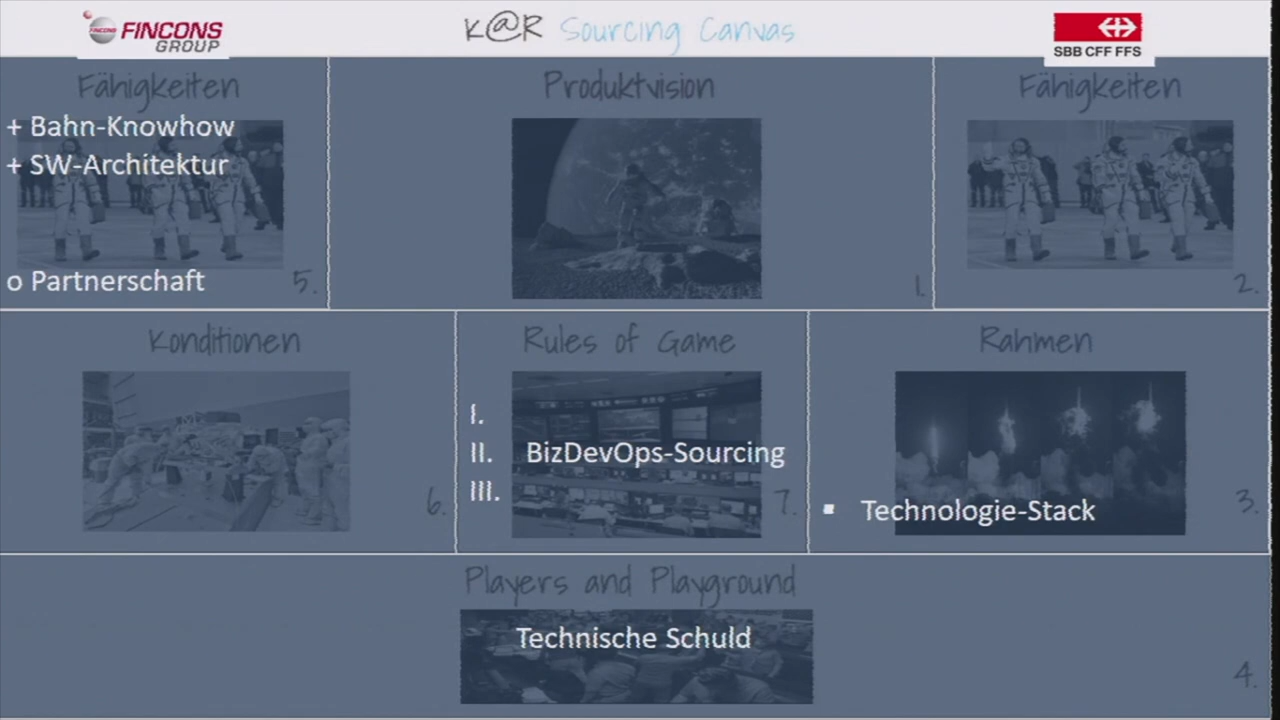 FINCONS
GROUP
K@R Sourcing Canvas
SBB CFF FFS
Fähigkeiten
+ Bahn-Knowhow
+ SW-Architektur
o Partnerschaft
5.
Produktvision
1.
Fähigkeiten
2.
Konditionen
6.
Rules of Game
I.
II. BizDevOps-Sourcing
III.
7.
Rahmen
▪ Technologie-Stack
3.
Players and Playground
Technische Schuld
4.